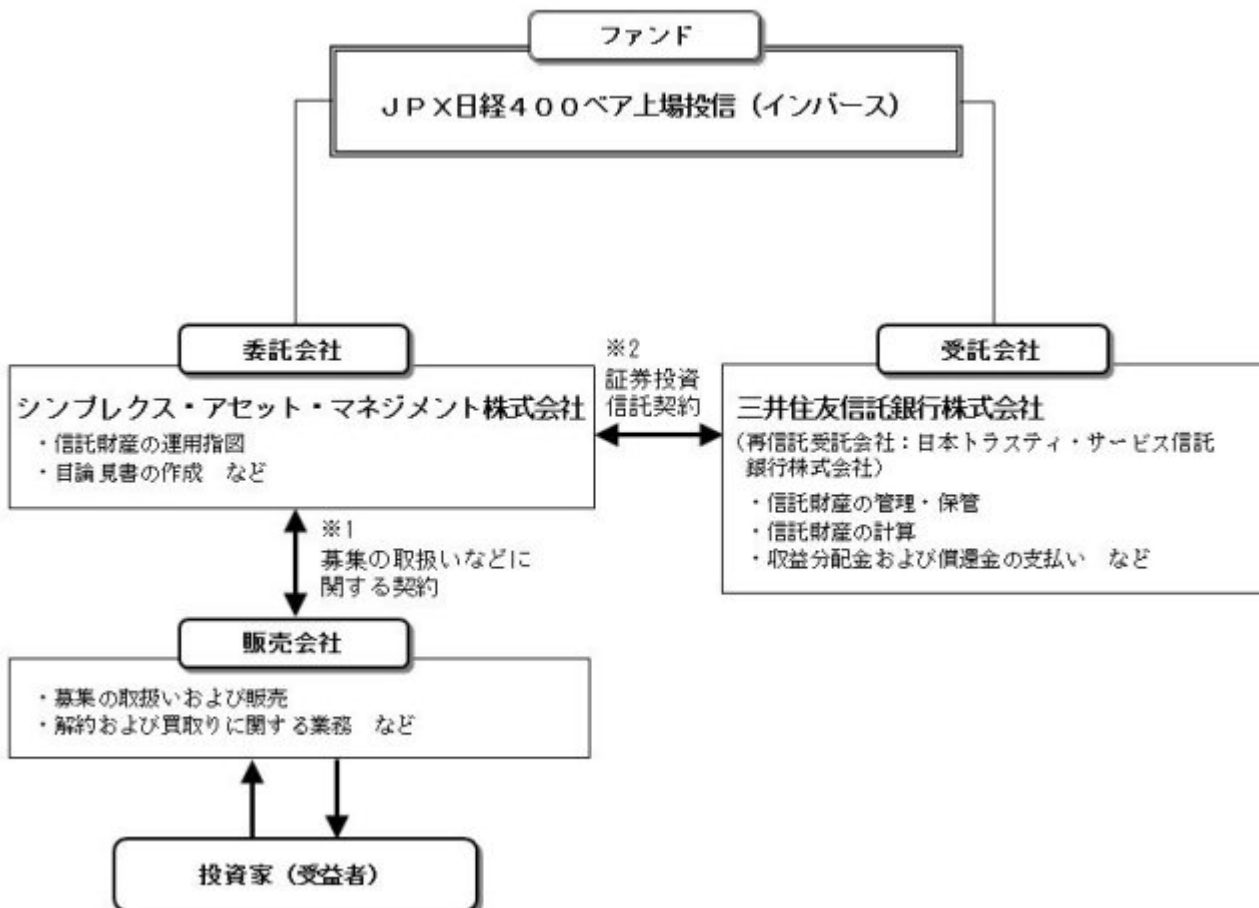 ファンド
JPX日経400ベア上場投信（インバース）
委託会社
シンプレクス・アセット・マネジメント株式会社
・信託財産の運用指図
・目論見書の作成　など
※2
証券投資
信託契約
受託会社
三井住友信託銀行株式会社
（再信託受託会社：日本トラスティ・サービス信託
銀行株式会社）
・信託財産の管理・保管
・信託財産の計算
・収益分配金および償還金の支払い　など
※1
募集の取扱いなどに
関する契約
販売会社
・募集の取扱いおよび販売
・解約および買取りに関する業務　など
投資家（受益者）